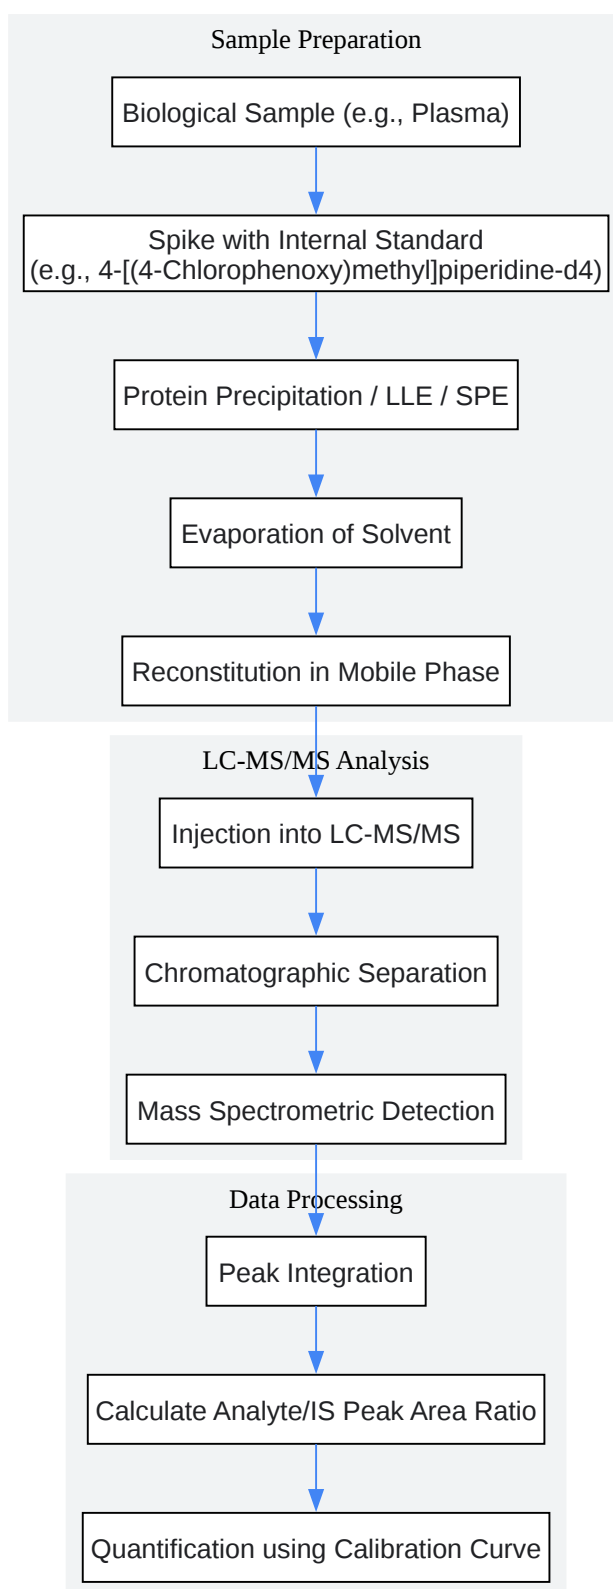 Sample Preparation
Biological Sample (e.g., Plasma)
Spike with Internal Standard
(e.g., 4-[(4-Chlorophenoxy)methyl]piperidine-d4)
Protein Precipitation / LLE / SPE
Evaporation of Solvent
Reconstitution in Mobile Phase
LC-MS/MS Analysis
Injection into LC-MS/MS
Chromatographic Separation
Mass Spectrometric Detection
Data Processing
Peak Integration
Calculate Analyte/IS Peak Area Ratio
Quantification using Calibration Curve